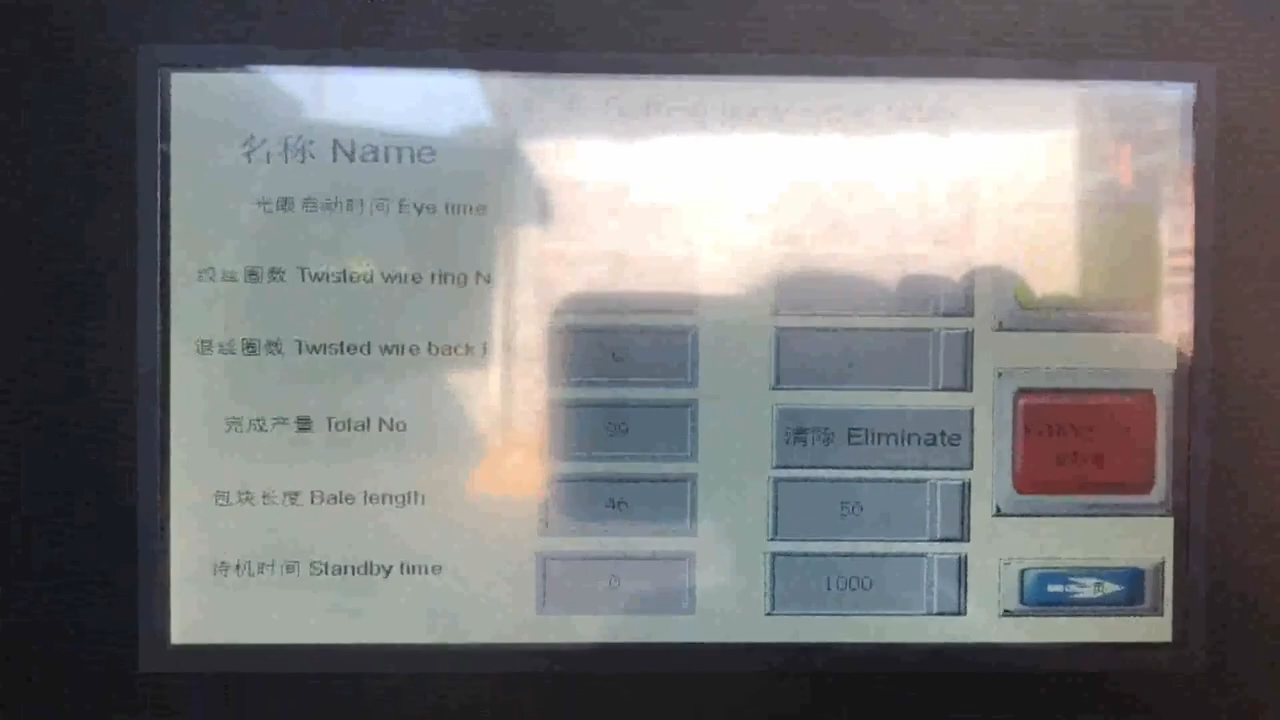 名称 Name
光眼启动时间 Eye time
绞丝圈数 Twisted wire ring N
退丝圈数 Twisted wire back
完成产量 Total No 99 清除 Eliminate
包块长度 Bale length 46 50
待机时间 Standby time 0 1000